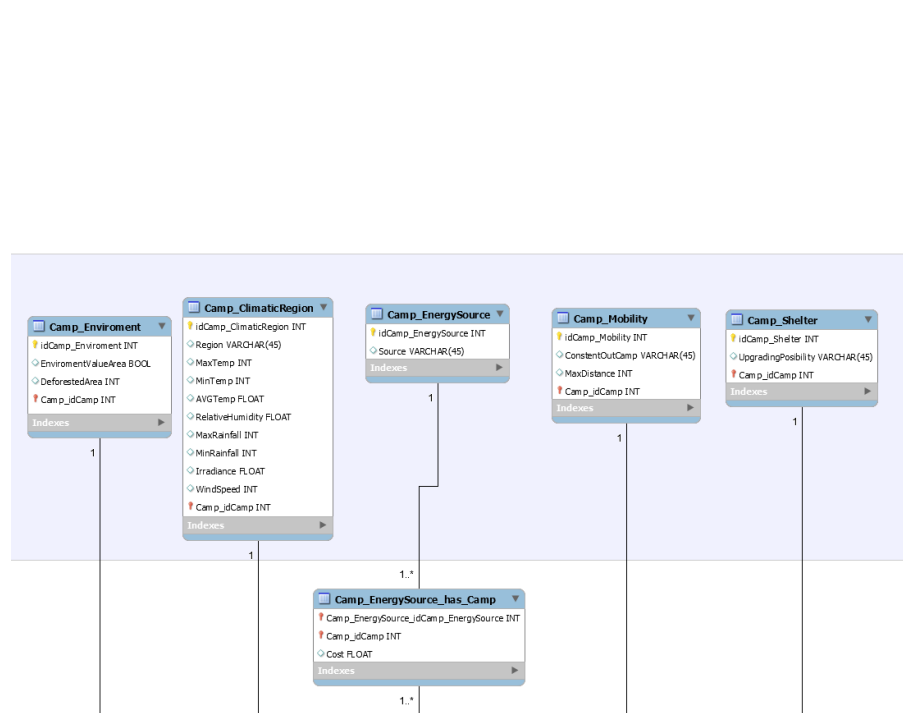 Camp_Enviroment
idCamp_Enviroment INT
EnviromentValueArea BOOL
DeforestedArea INT
Camp_idCamp INT
Indexes
1
Camp_ClimaticRegion
idCamp_ClimaticRegion INT
Region VARCHAR(45)
MaxTemp INT
MinTemp INT
AVGTemp FLOAT
RelativeHumidity FLOAT
MaxRainfall INT
MinRainfall INT
Irradiance FLOAT
WindSpeed INT
Camp_idCamp INT
Indexes
1
Camp_EnergySource
idCamp_EnergySource INT
Source VARCHAR(45)
Indexes
1
Camp_Mobility
idCamp_Mobility INT
ConstentOutCamp VARCHAR(45)
MaxDistance INT
Camp_idCamp INT
Indexes
1
Camp_Shelter
idCamp_Shelter INT
UpgradingPosibility VARCHAR(45)
Camp_idCamp INT
Indexes
1
1..*
Camp_EnergySource_has_Camp
Camp_EnergySource_idCamp_EnergySource INT
Camp_idCamp INT
Cost FLOAT
Indexes
1..*